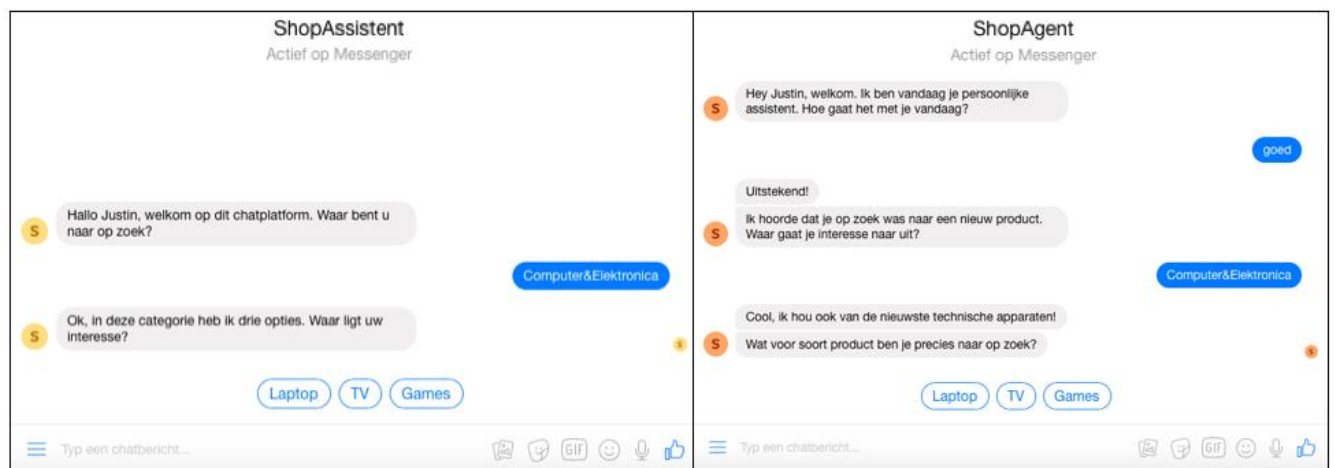 ShopAssistent
Actief op Messenger
Hallo Justin, welkom op dit chatplatform. Waar bent u
naar op zoek?
S
Computer&Elektronica
Ok, in deze categorie heb ik drie opties. Waar ligt uw
interesse?
S
S
Laptop TV Games
Typ een chatbericht...
GIF
ShopAgent
Actief op Messenger
Hey Justin, welkom. Ik ben vandaag je persoonlijke
assistent. Hoe gaat het met je vandaag?
S
goed
Uitstekend!
Ik hoorde dat je op zoek was naar een nieuw product.
Waar gaat je interesse naar uit?
S
Computer&Elektronica
Cool, ik hou ook van de nieuwste technische apparaten!
S Wat voor soort product ben je precies naar op zoek?
S
Laptop TV Games
Typ een chatbericht...
GIF